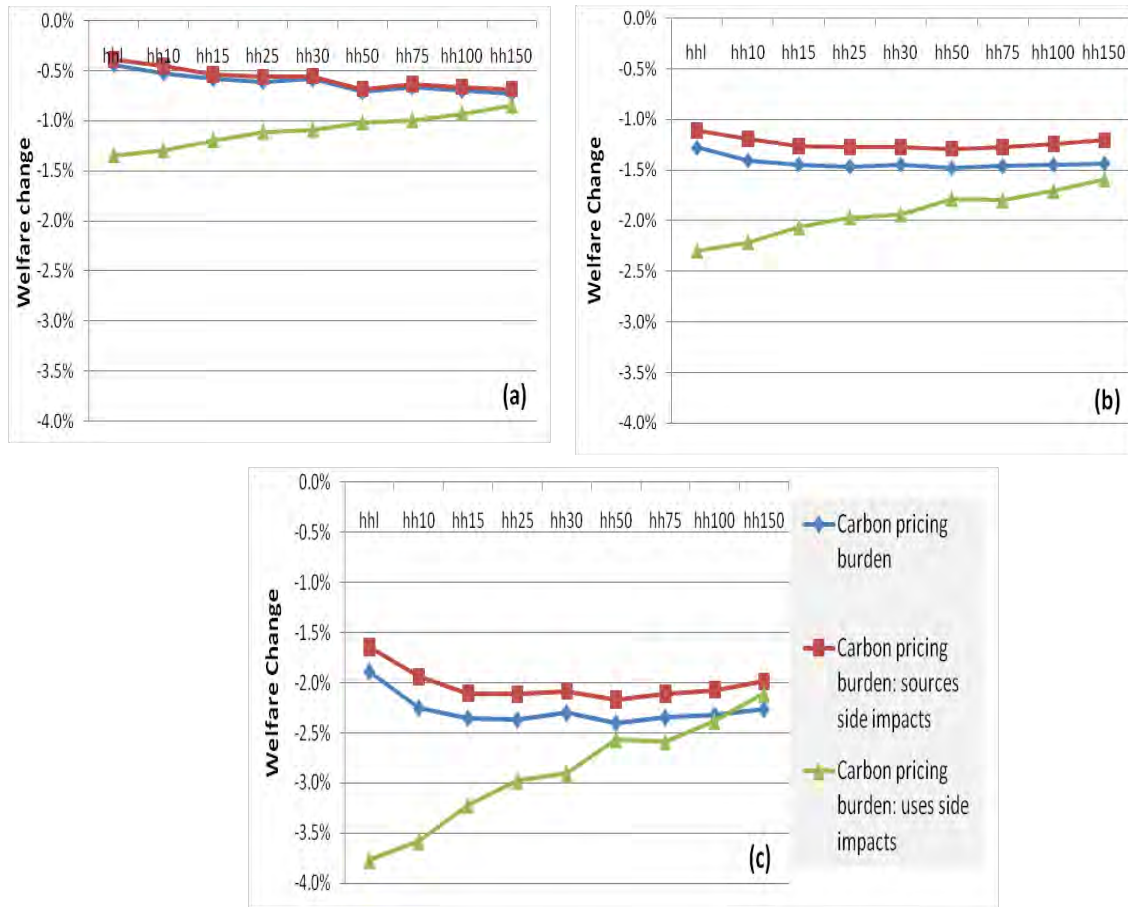 0.0%
-0.5%
-1.0%
-1.5%
-2.0%
-2.5%
-3.0%
-3.5%
-4.0%
Welfare change
hhl hh10 hh15 hh25 hh30 hh50 hh75 hh100 hh150
(a)
0.0%
-0.5%
-1.0%
-1.5%
-2.0%
-2.5%
-3.0%
-3.5%
-4.0%
Welfare Change
hhl hh10 hh15 hh25 hh30 hh50 hh75 hh100 hh150
(b)
0.0%
-0.5%
-1.0%
-1.5%
-2.0%
-2.5%
-3.0%
-3.5%
-4.0%
Welfare Change
hhl hh10 hh15 hh25 hh30 hh50 hh75 hh100 hh150
(c)
Carbon pricing
burden
Carbon pricing
burden: sources
side impacts
Carbon pricing
burden: uses side
impacts